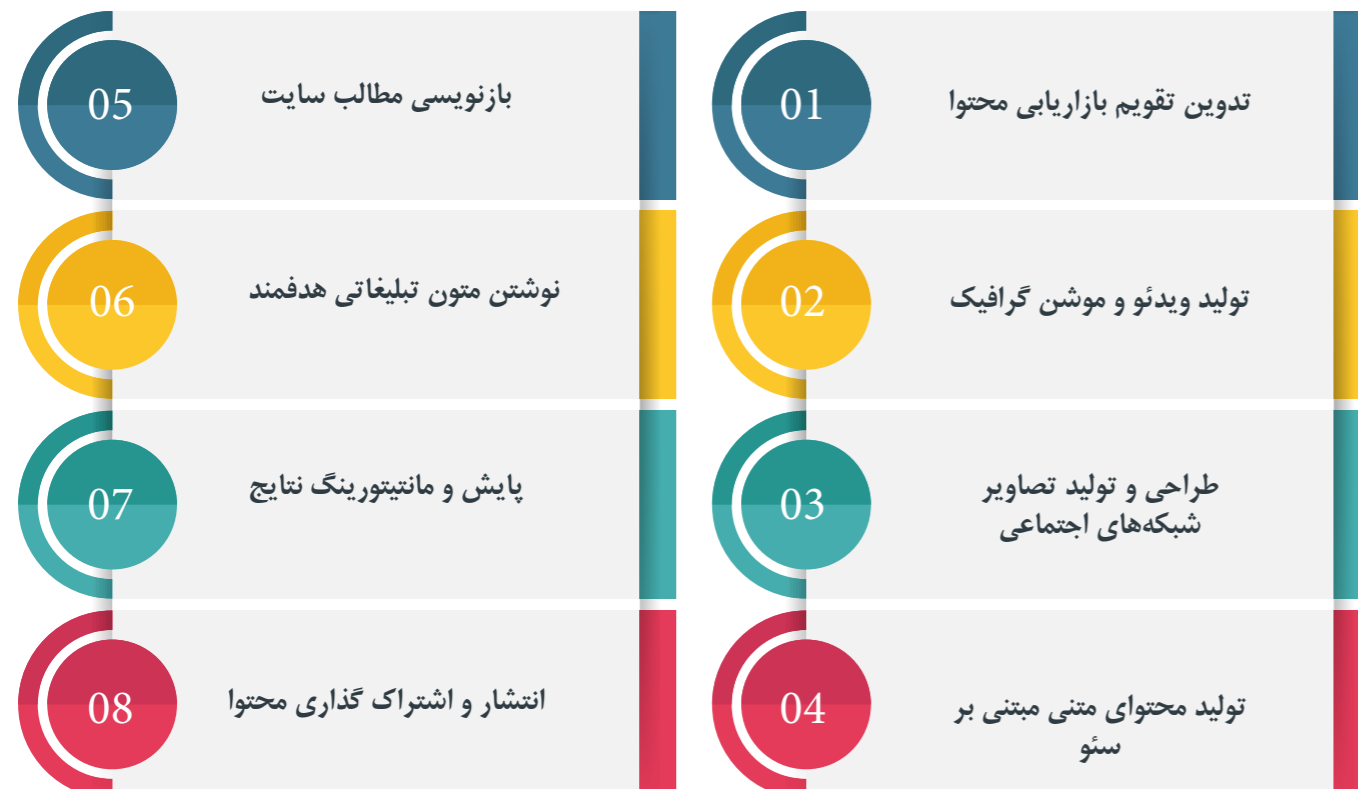 01
تدوین تقویم بازاریابی محتوا
02
تولید ویدئو و موشن گرافیک
03
طراحی و تولید تصاویر
شبکه‌های اجتماعی
04
تولید محتوای متنی مبتنی بر
سئو
05
بازنویسی مطالب سایت
06
نوشتن متون تبلیغاتی هدفمند
07
پایش و مانتیتورینگ نتایج
08
انتشار و اشتراک گذاری محتوا